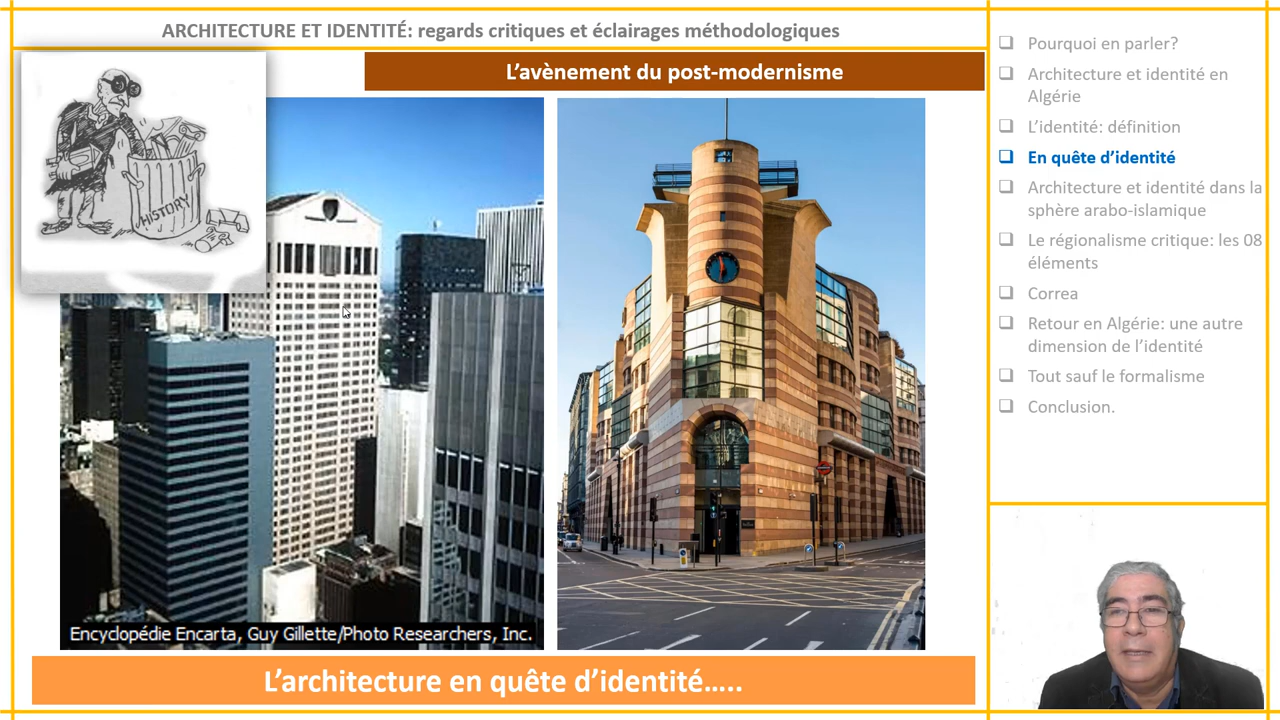 ARCHITECTURE ET IDENTITÉ: regards critiques et éclairages méthodologiques
L'avènement du post-modernisme
HISTORY
Encyclopédie Encarta, Guy Gillette/Photo Researchers, Inc.
L'architecture en quête d'identité…..
Pourquoi en parler?
Architecture et identité en
Algérie
L'identité: définition
En quête d'identité
Architecture et identité dans la
sphère arabo-islamique
Le régionalisme critique: les 08
éléments
Correa
Retour en Algérie: une autre
dimension de l'identité
Tout sauf le formalisme
Conclusion.